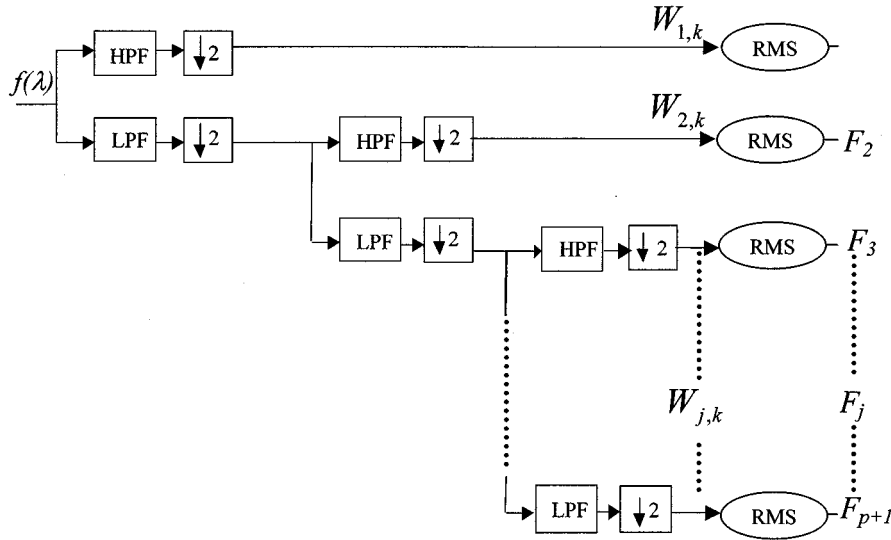 W1,k
HPF
↓2
RMS
f(λ)
W2,k
LPF
↓2
HPF
↓2
RMS
F2
LPF
↓2
HPF
↓2
RMS
F3
Wj,k
Fj
LPF
↓2
RMS
Fp+1